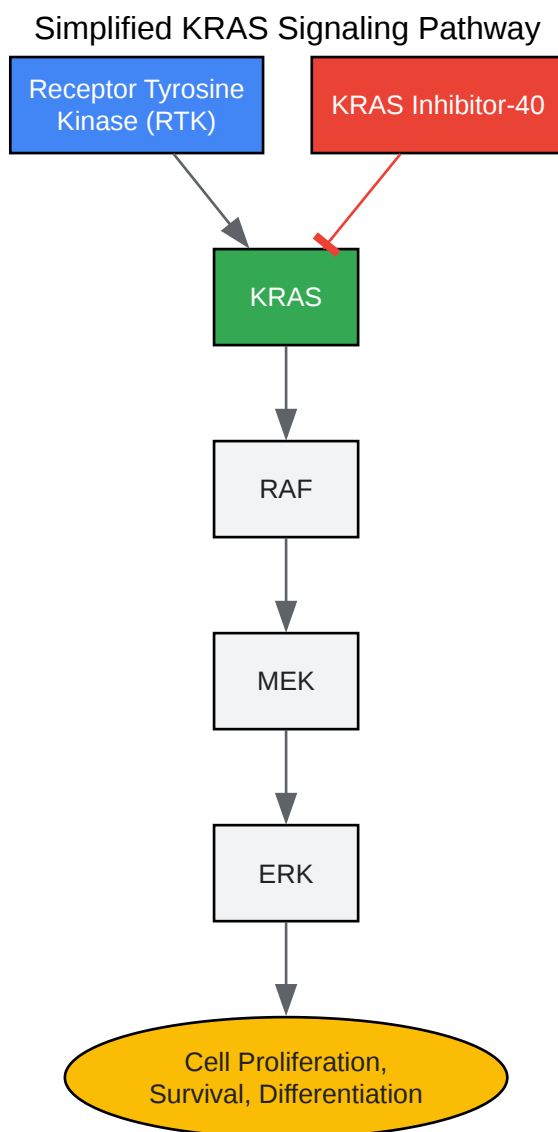 Simplified KRAS Signaling Pathway
Receptor Tyrosine
Kinase (RTK)
KRAS Inhibitor-40
KRAS
RAF
MEK
ERK
Cell Proliferation,
Survival, Differentiation